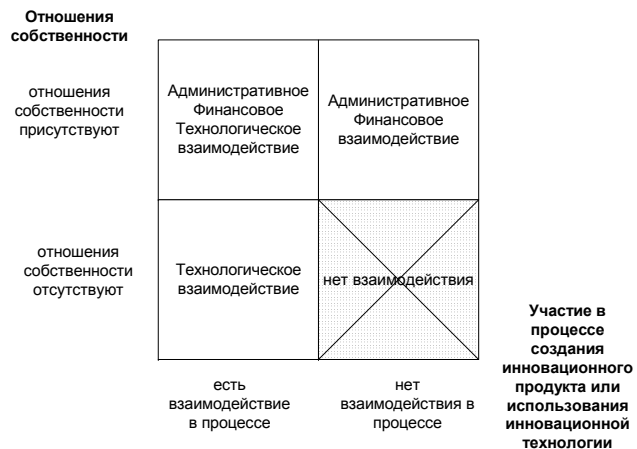 Отношения
собственности
отношения
собственности
присутствуют
Административное
Финансовое
Технологическое
взаимодействие
Административное
Финансовое
взаимодействие
отношения
собственности
отсутствуют
Технологическое
взаимодействие
нет взаимодействия
есть
взаимодействие
в процессе
нет
взаимодействия в
процессе
Участие в
процессе
создания
инновационного
продукта или
использования
инновационной
технологии